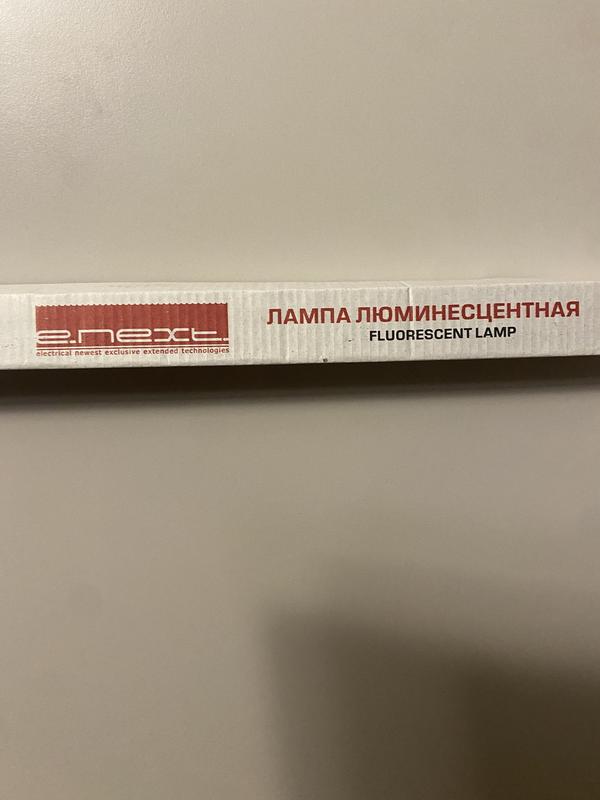 e.next.
electrical newest exclusive extended technologies
ЛАМПА ЛЮМИНЕСЦЕНТНАЯ
FLUORESCENT LAMP